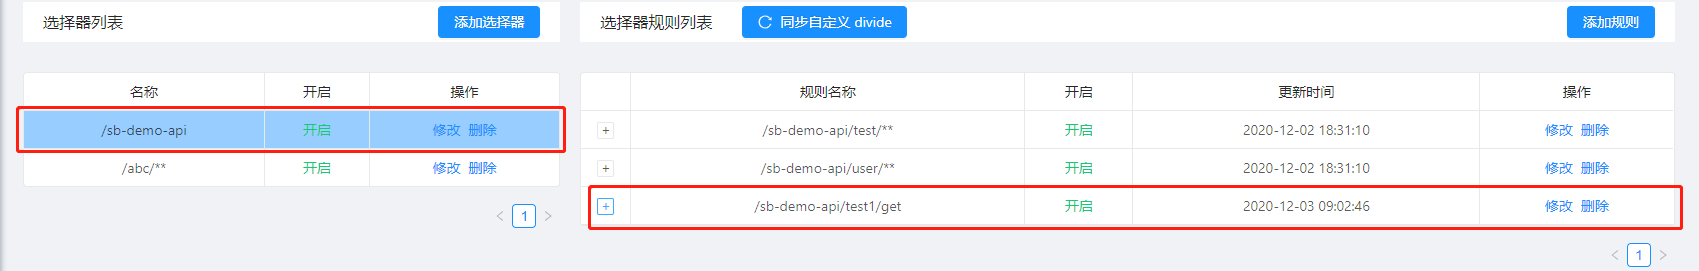 选择器列表
添加选择器
名称 开启 操作
/sb-demo-api 开启 修改 删除
/abc/** 开启 修改 删除
1
选择器规则列表
同步自定义 divide
添加规则
规则名称 开启 更新时间 操作
+ /sb-demo-api/test/** 开启 2020-12-02 18:31:10 修改 删除
+ /sb-demo-api/user/** 开启 2020-12-02 18:31:10 修改 删除
+ /sb-demo-api/test1/get 开启 2020-12-03 09:02:46 修改 删除
1